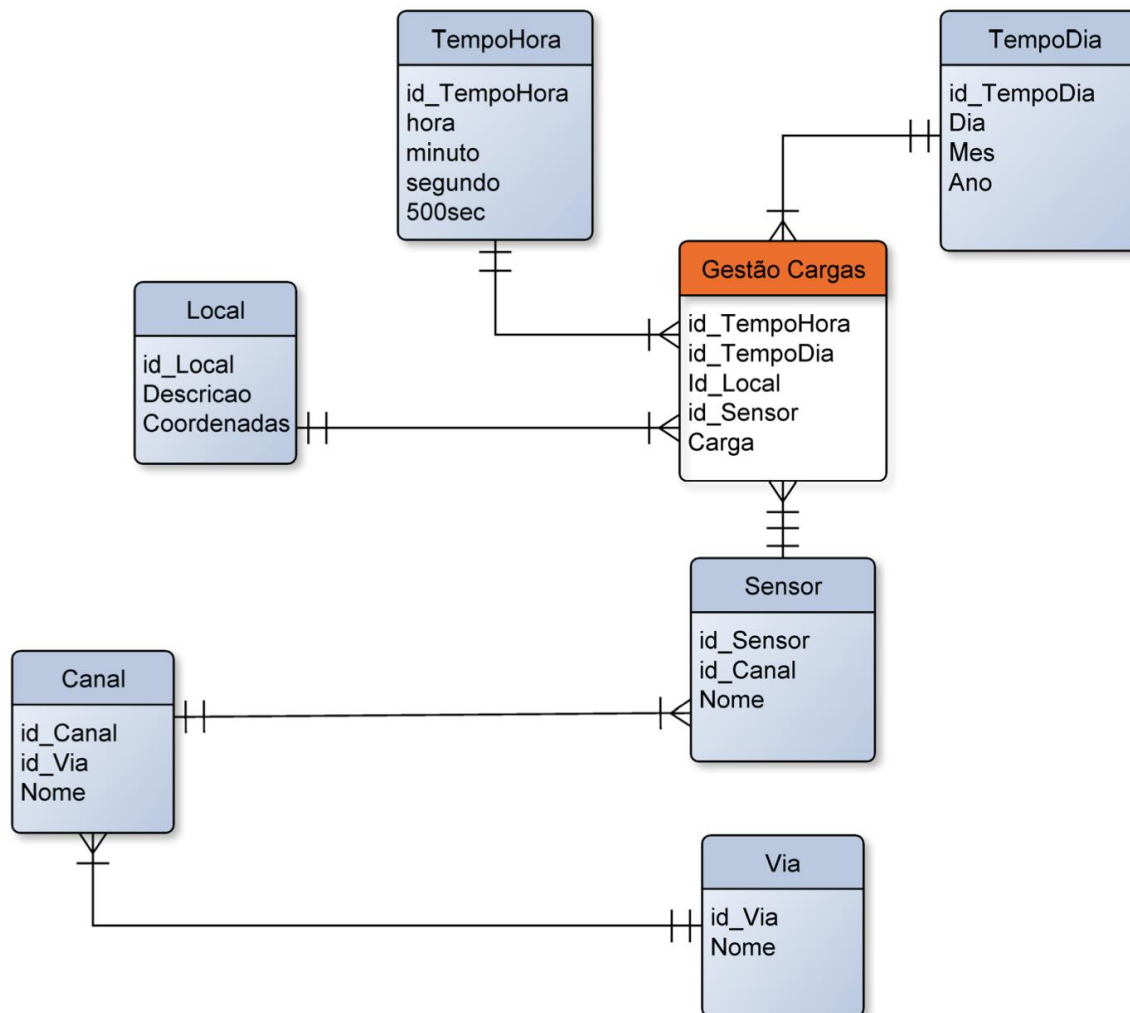 TempoHora
id_TempoHora
hora
minuto
segundo
500sec
TempoDia
id_TempoDia
Dia
Mes
Ano
Gestão Cargas
id_TempoHora
id_TempoDia
Id_Local
id_Sensor
Carga
Local
id_Local
Descricao
Coordenadas
Sensor
id_Sensor
id_Canal
Nome
Canal
id_Canal
id_Via
Nome
Via
id_Via
Nome